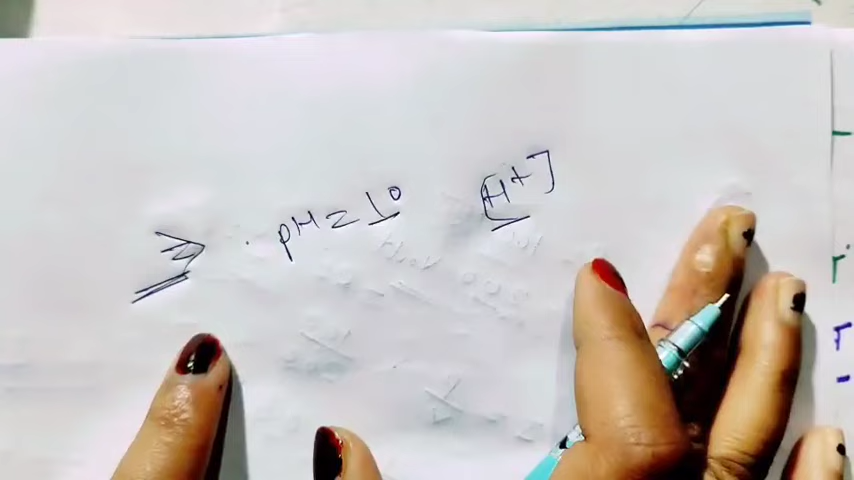 ⇒ pH = 10 [H+]